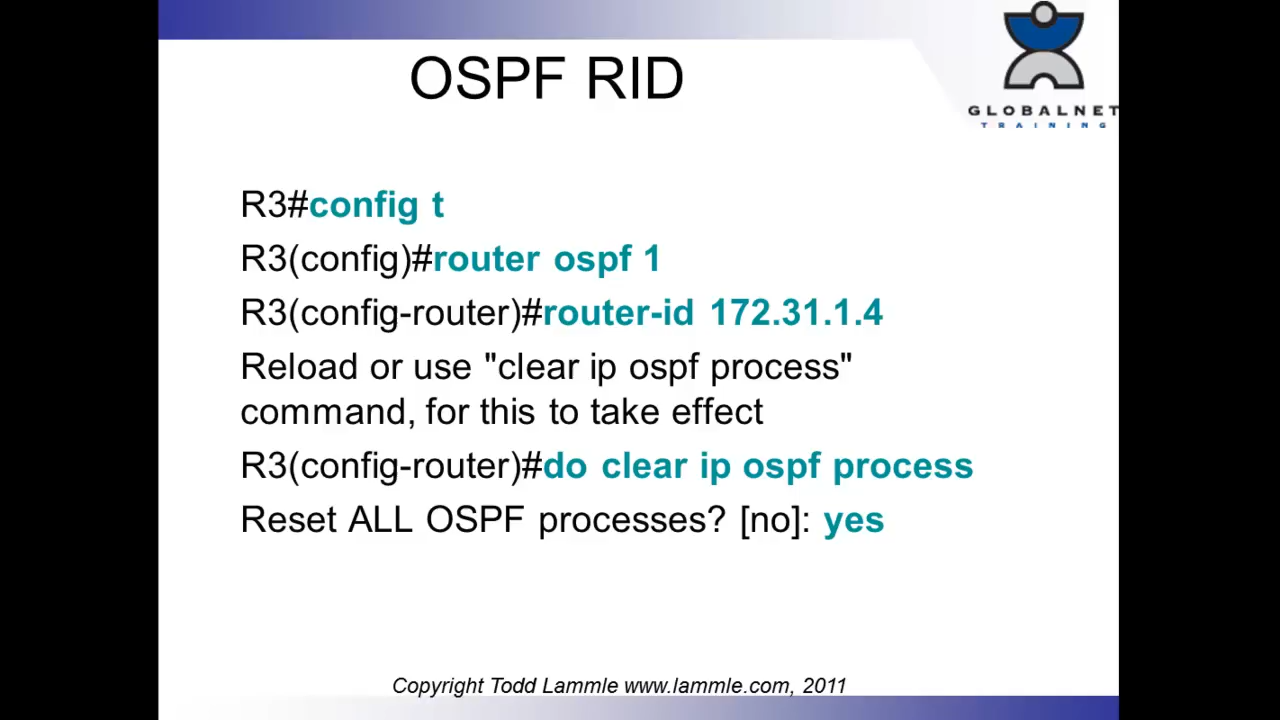 OSPF RID
GLOBALNET
TRAINING
R3#config t
R3(config)#router ospf 1
R3(config-router)#router-id 172.31.1.4
Reload or use "clear ip ospf process"
command, for this to take effect
R3(config-router)#do clear ip ospf process
Reset ALL OSPF processes? [no]: yes
Copyright Todd Lammle www.lammle.com, 2011